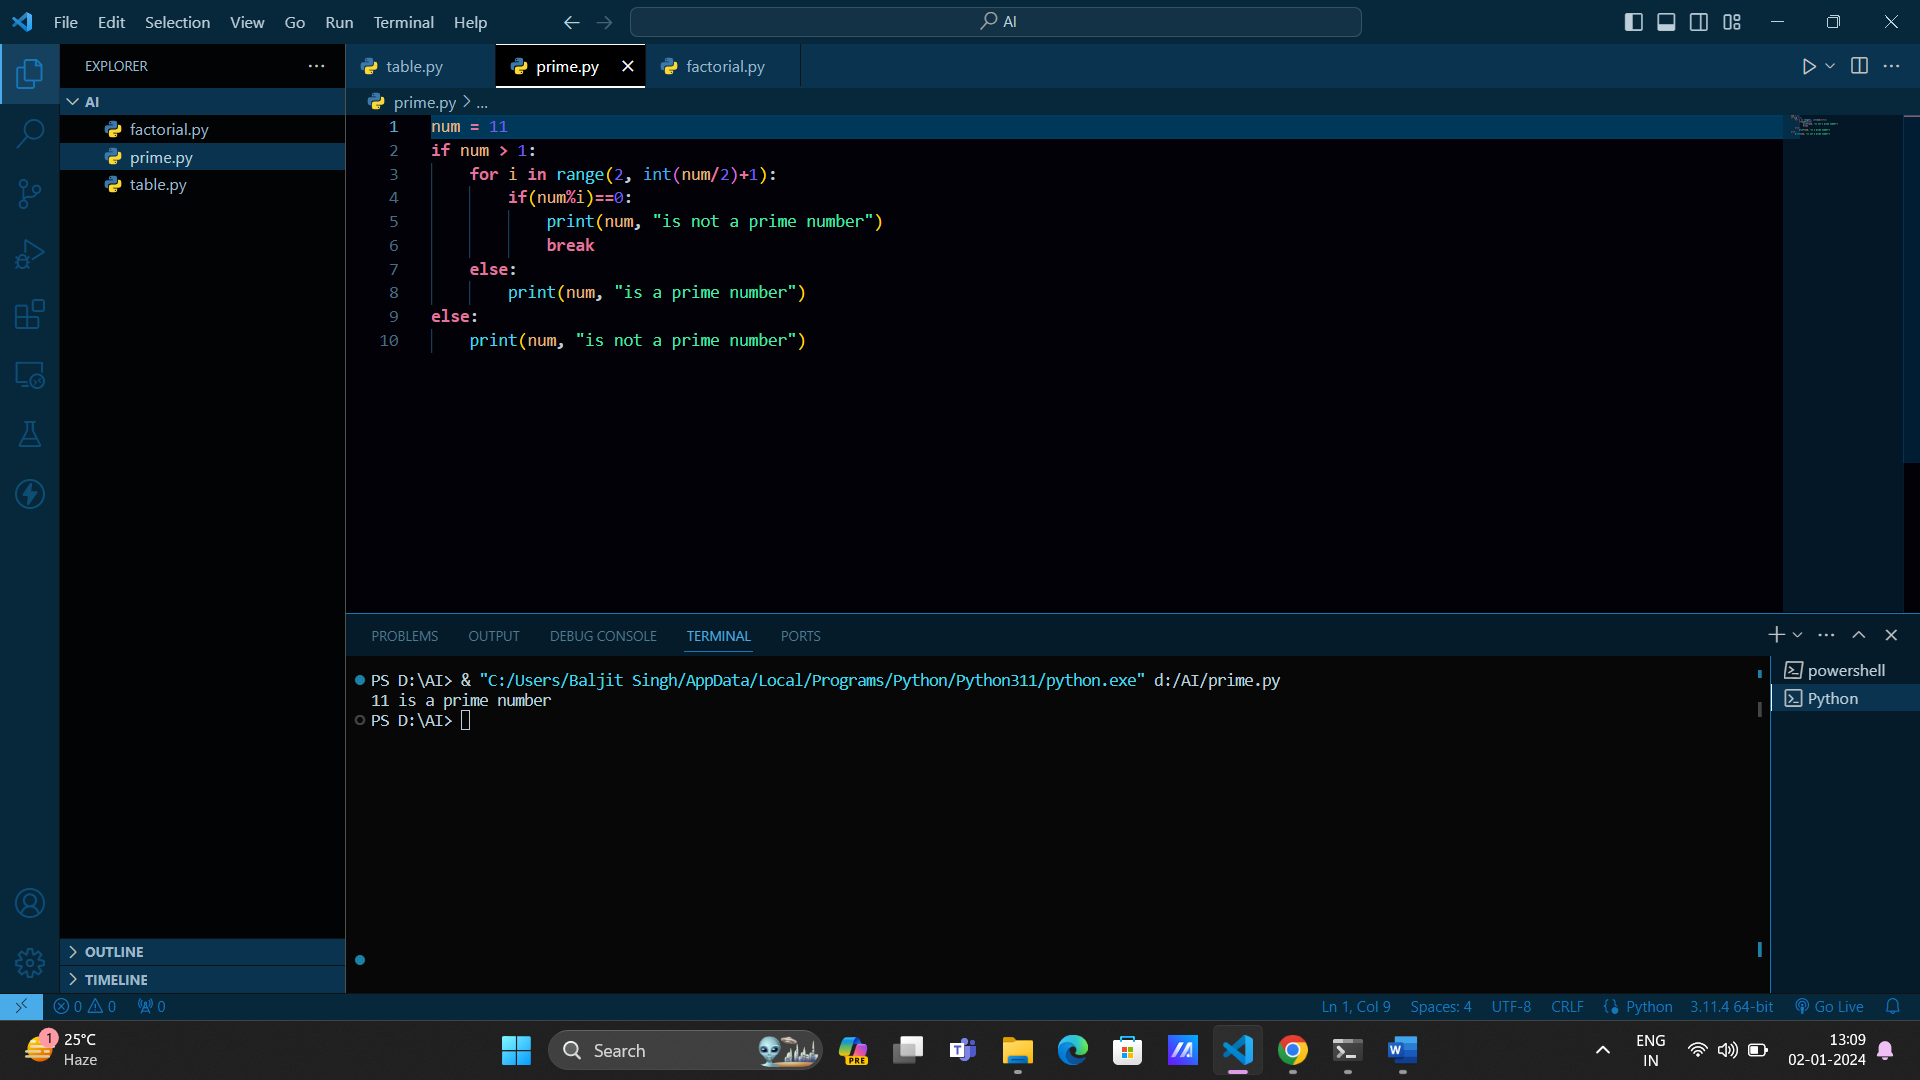 File Edit Selection View Go Run Terminal Help
AI
EXPLORER
AI
factorial.py
prime.py
table.py
OUTLINE
TIMELINE
table.py
prime.py
factorial.py
prime.py > ...
1 num = 11
2 if num > 1:
3     for i in range(2, int(num/2)+1):
4         if(num%i)==0:
5             print(num, "is not a prime number")
6             break
7     else:
8         print(num, "is a prime number")
9 else:
10     print(num, "is not a prime number")
PROBLEMS OUTPUT DEBUG CONSOLE TERMINAL PORTS
PS D:\AI> & "C:/Users/Baljit Singh/AppData/Local/Programs/Python/Python311/python.exe" d:/AI/prime.py
11 is a prime number
PS D:\AI>
powershell
Python
0 0 0
Ln 1, Col 9 Spaces: 4 UTF-8 CRLF Python 3.11.4 64-bit Go Live
1
25°C
Haze
Search
PRE
ENG
IN
13:09
02-01-2024